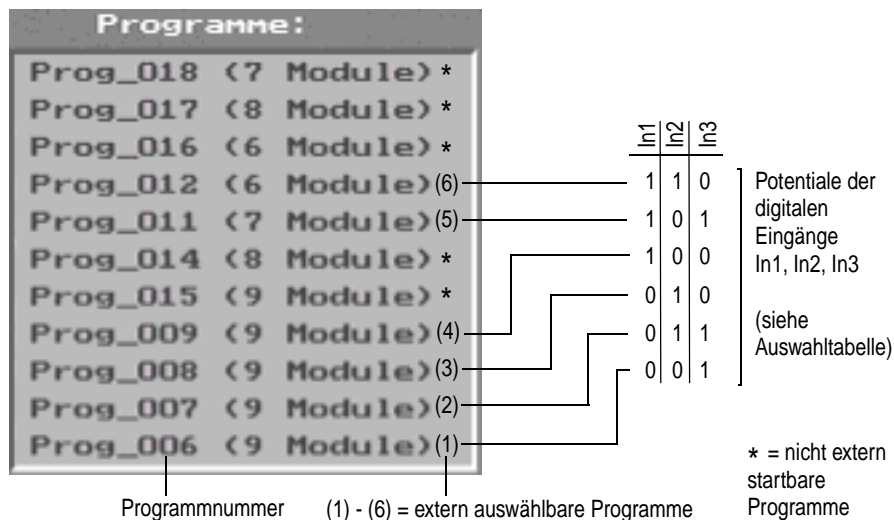 Programme:
Prog_018 (7 Module) *
Prog_017 (8 Module) *
Prog_016 (6 Module) *
Prog_012 (6 Module)(6)
Prog_011 (7 Module)(5)
Prog_014 (8 Module) *
Prog_015 (9 Module) *
Prog_009 (9 Module)(4)
Prog_008 (9 Module)(3)
Prog_007 (9 Module)(2)
Prog_006 (9 Module)(1)
In1 In2 In3
1 1 0
1 0 1
1 0 0
0 1 0
0 1 1
0 0 1
Potentiale der
digitalen
Eingänge
In1, In2, In3
(siehe
Auswahltabelle)
* = nicht extern
startbare
Programme
Programmnummer
(1) - (6) = extern auswählbare Programme